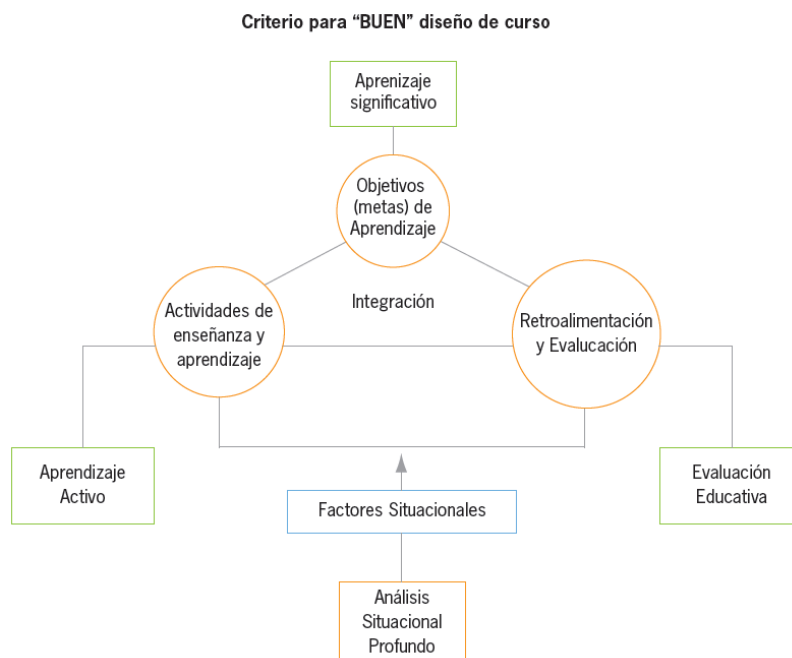 Criterio para “BUEN” diseño de curso
Aprenizaje
significativo
Objetivos
(metas) de
Aprendizaje
Integración
Actividades de
enseñanza y
aprendizaje
Retroalimentación
y Evalucación
Aprendizaje
Activo
Evaluación
Educativa
Factores Situacionales
Análisis
Situacional
Profundo